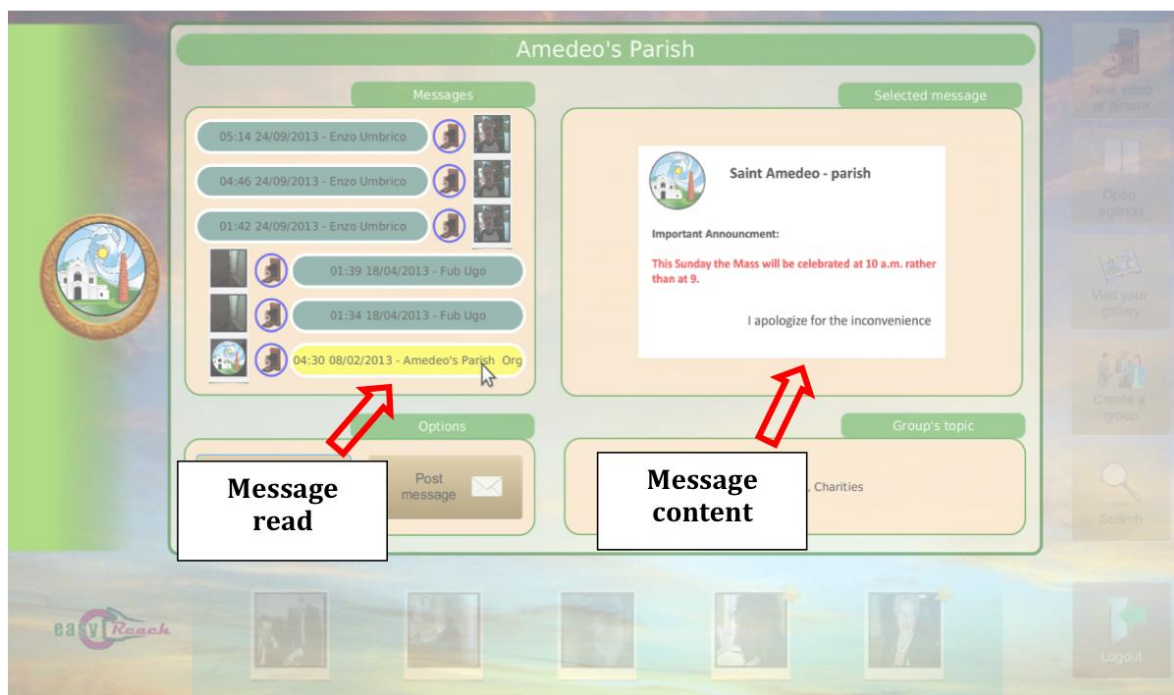 Amedeo's Parish
Messages
05:14 24/09/2013 - Enzo Umbrico
04:46 24/09/2013 - Enzo Umbrico
01:42 24/09/2013 - Enzo Umbrico
01:39 18/04/2013 - Fub Ugo
01:34 18/04/2013 - Fub Ugo
04:30 08/02/2013 - Amedeo's Parish Org
Selected message
Saint Amedeo - parish
Important Announcment:
This Sunday the Mass will be celebrated at 10 a.m. rather
than at 9.
I apologize for the inconvenience
Options
Post
message
Message
read
Group's topic
, Charities
Message
content
New video
or picture
Open
agenda
Visit your
gallery
Create a
group
Search
Logout
easy Reach